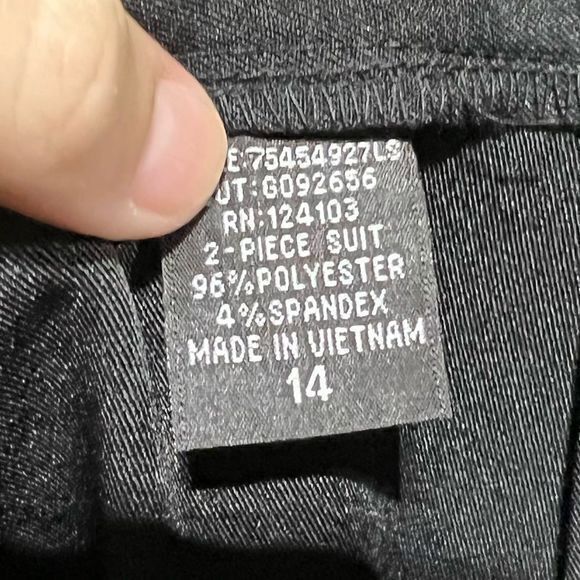 E:75454927LS
UT:G092656
RN:124103
2-PIECE SUIT
96%POLYESTER
4%SPANDEX
MADE IN VIETNAM
14